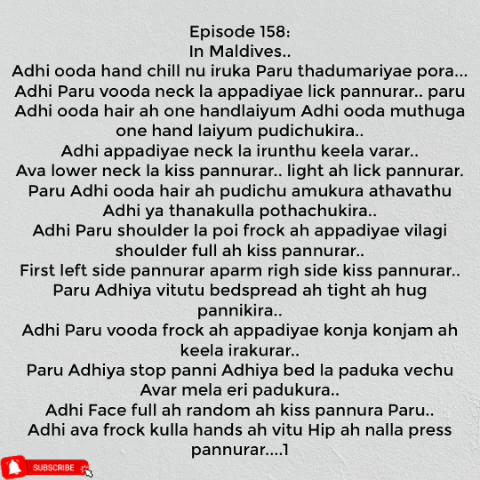 Episode 158:
In Maldives..
Adhi ooda hand chill nu iruka Paru thadumariyae pora...
Adhi Paru vooda neck la appadiyae lick pannurar.. paru
Adhi ooda hair ah one handlaiyum Adhi ooda muthuga
one hand laiyum pudichukira..
Adhi appadiyae neck la irunthu keela varar..
Ava lower neck la kiss pannurar.. light ah lick pannurar.
Paru Adhi ooda hair ah pudichu amukura athavathu
Adhi ya thanakulla pothachukira..
Adhi Paru shoulder la poi frock ah appadiyae vilagi
shoulder full ah kiss pannurar..
First left side pannurar aparm righ side kiss pannurar..
Paru Adhiya vitutu bedspread ah tight ah hug
pannikira..
Adhi Paru vooda frock ah appadiyae konja konjam ah
keela irakurar..
Paru Adhiya stop panni Adhiya bed la paduka vechu
Avar mela eri padukura..
Adhi Face full ah random ah kiss pannura Paru..
Adhi ava frock kulla hands ah vitu Hip ah nalla press
pannurar....1
SUBSCRIBE